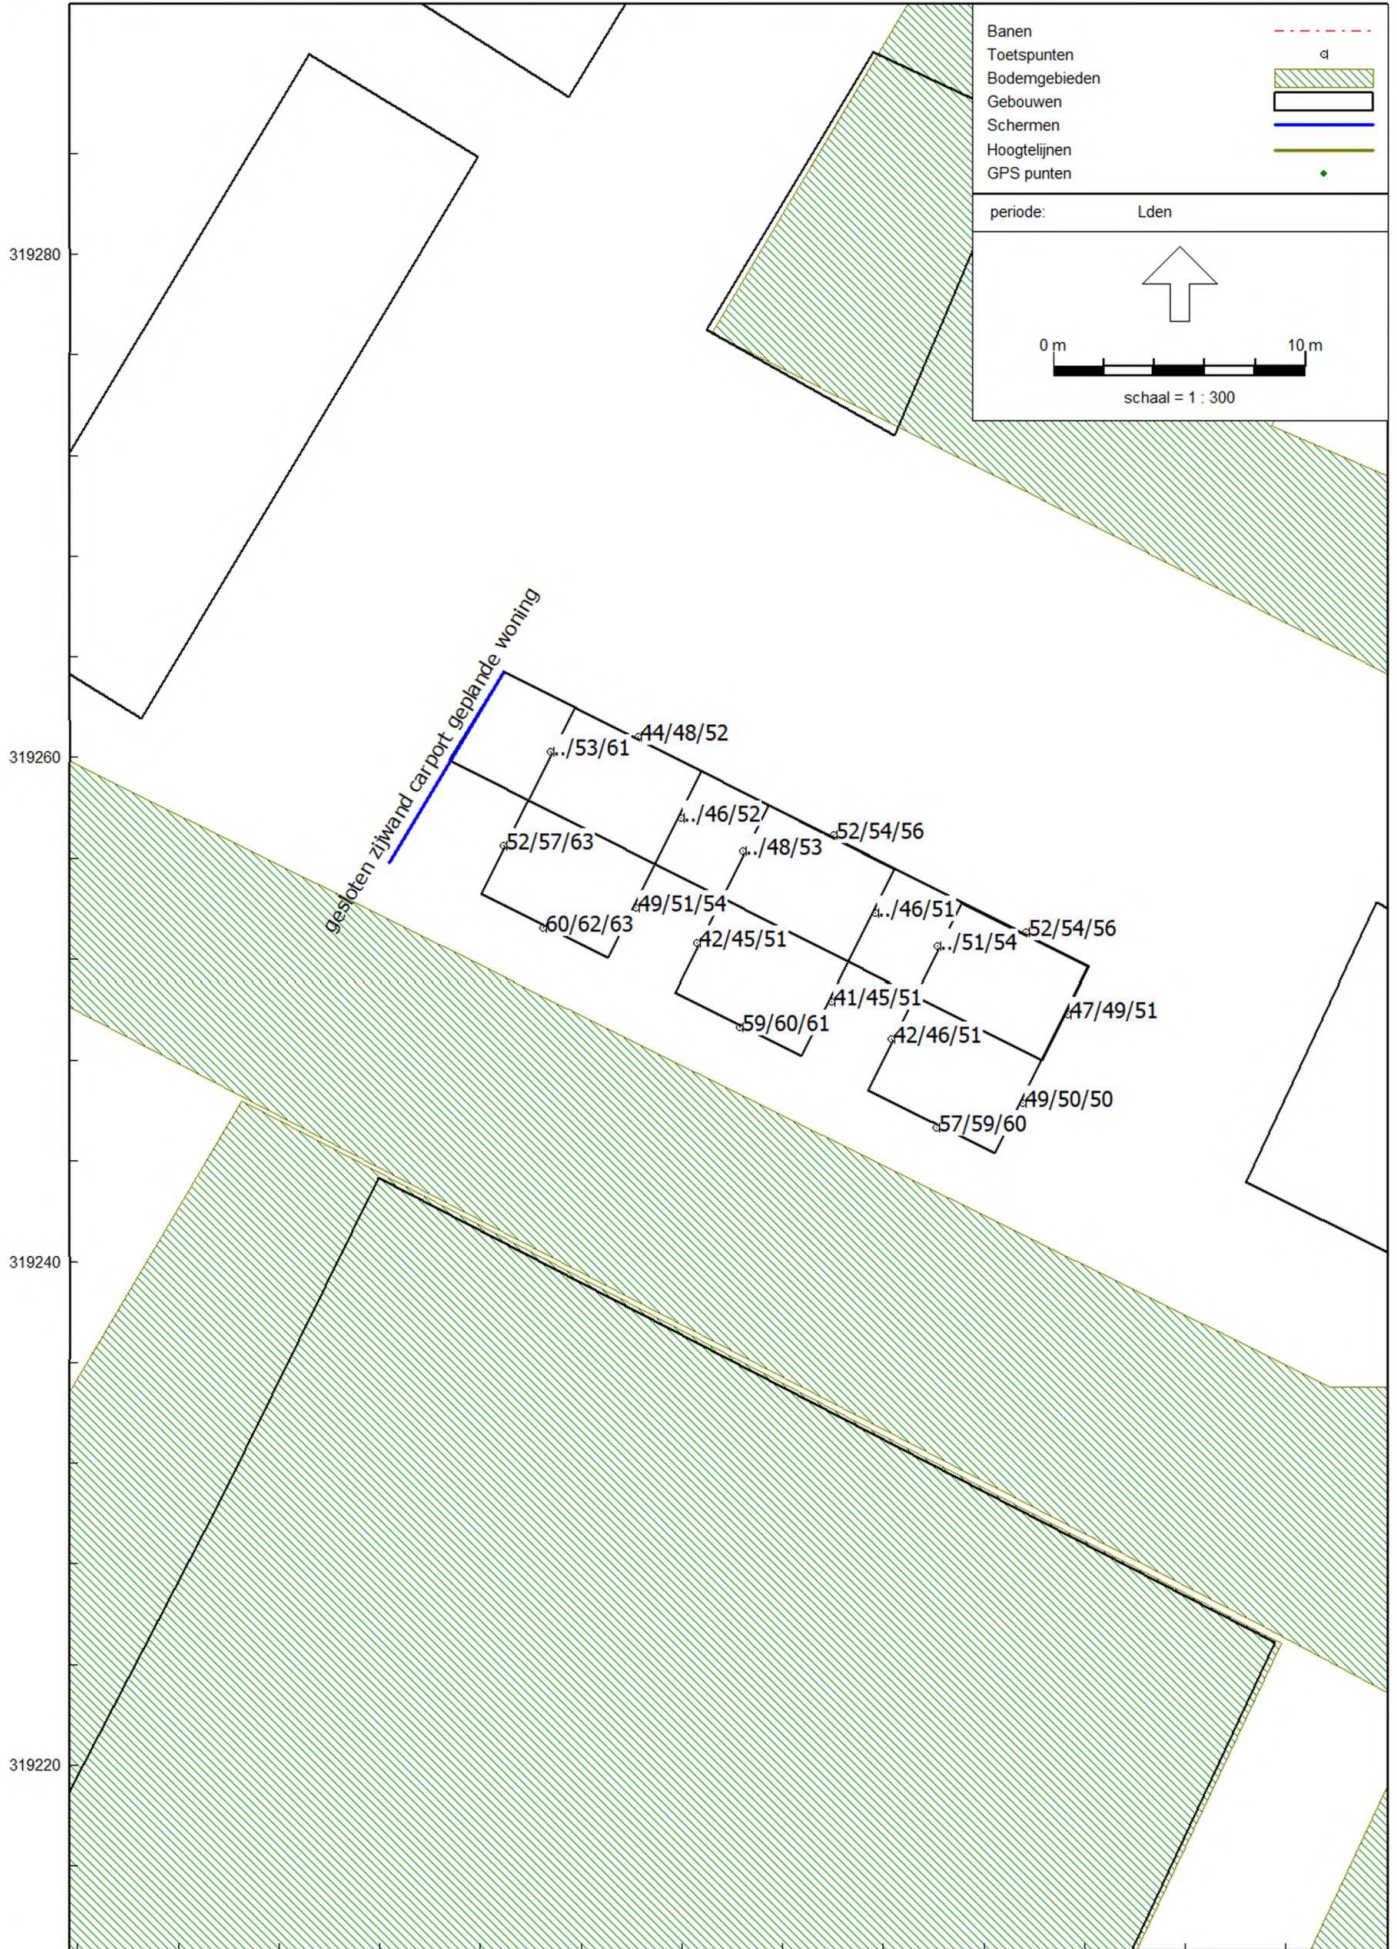 Banen
Toetspunten
Bodemgebieden
Gebouwen
Schermen
Hoogtelijnen
GPS punten
periode: Lden
0 m 10 m
schaal = 1 : 300
319280
319260
319240
319220
gesloten zijwand carport geplande woning
44/48/52
../53/61
../46/52
52/54/56
52/57/63
../48/53
49/51/54
../46/51
60/62/63
52/54/56
42/45/51
../51/54
41/45/51
47/49/51
59/60/61
42/46/51
49/50/50
57/59/60